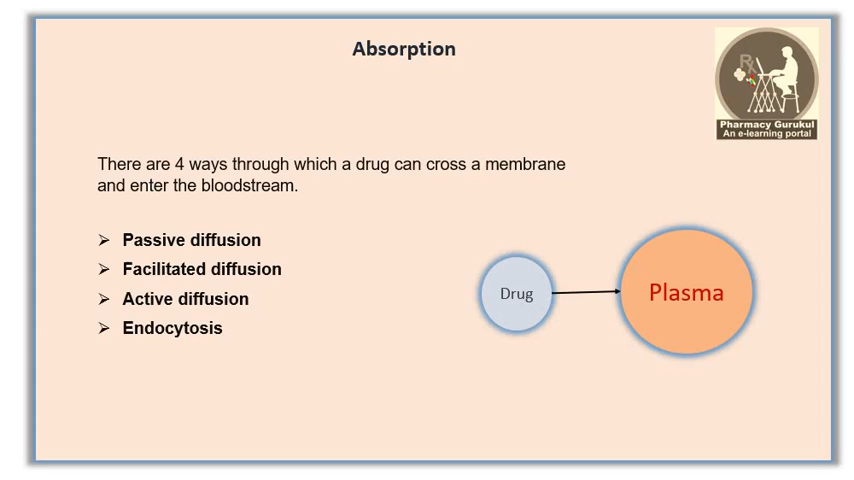 Absorption
Rx
Pharmacy Gurukul
An e-learning portal
There are 4 ways through which a drug can cross a membrane
and enter the bloodstream.
➢ Passive diffusion
➢ Facilitated diffusion
➢ Active diffusion
➢ Endocytosis
Drug
Plasma